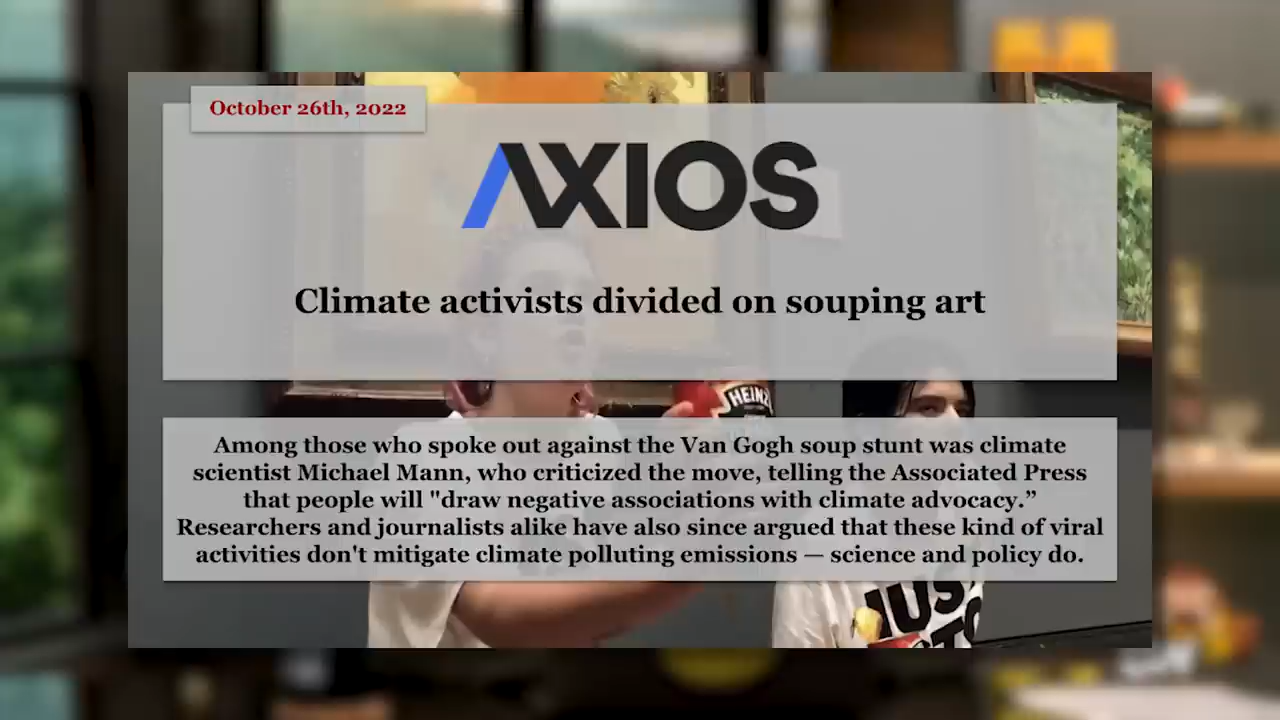 October 26th, 2022
AXIOS
Climate activists divided on souping art
HEINZ
Among those who spoke out against the Van Gogh soup stunt was climate
scientist Michael Mann, who criticized the move, telling the Associated Press
that people will "draw negative associations with climate advocacy.”
Researchers and journalists alike have also since argued that these kind of viral
activities don't mitigate climate polluting emissions — science and policy do.
JUST